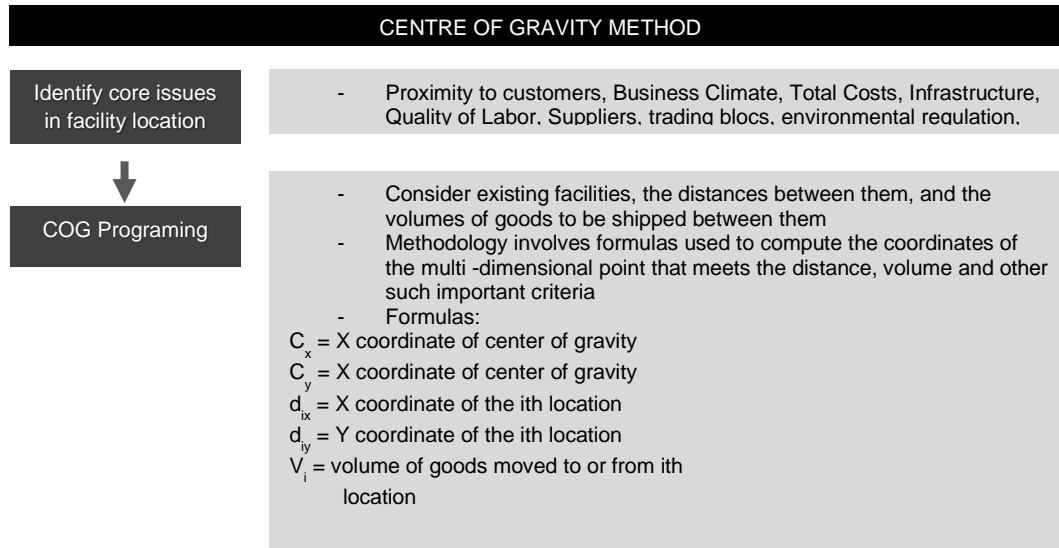 CENTRE OF GRAVITY METHOD
Identify core issues
in facility location
- Proximity to customers, Business Climate, Total Costs, Infrastructure,
Quality of Labor, Suppliers, trading blocs, environmental regulation,
COG Programing
- Consider existing facilities, the distances between them, and the
volumes of goods to be shipped between them
- Methodology involves formulas used to compute the coordinates of
the multi -dimensional point that meets the distance, volume and other
such important criteria
- Formulas:
C_x = X coordinate of center of gravity
C_y = X coordinate of center of gravity
d_ix = X coordinate of the ith location
d_iy = Y coordinate of the ith location
V_i = volume of goods moved to or from ith
location